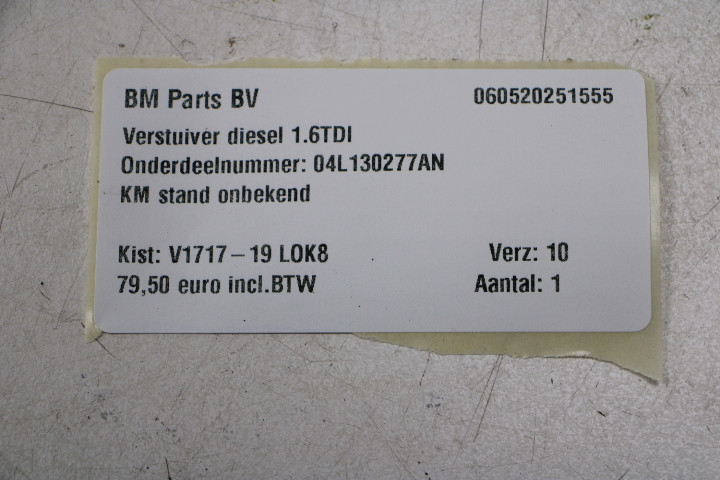 BM Parts BV 060520251555
Verstuiver diesel 1.6TDI
Onderdeelnummer: 04L130277AN
KM stand onbekend
Kist: V1717-19 LOK8 Verz: 10
79,50 euro incl.BTW Aantal: 1